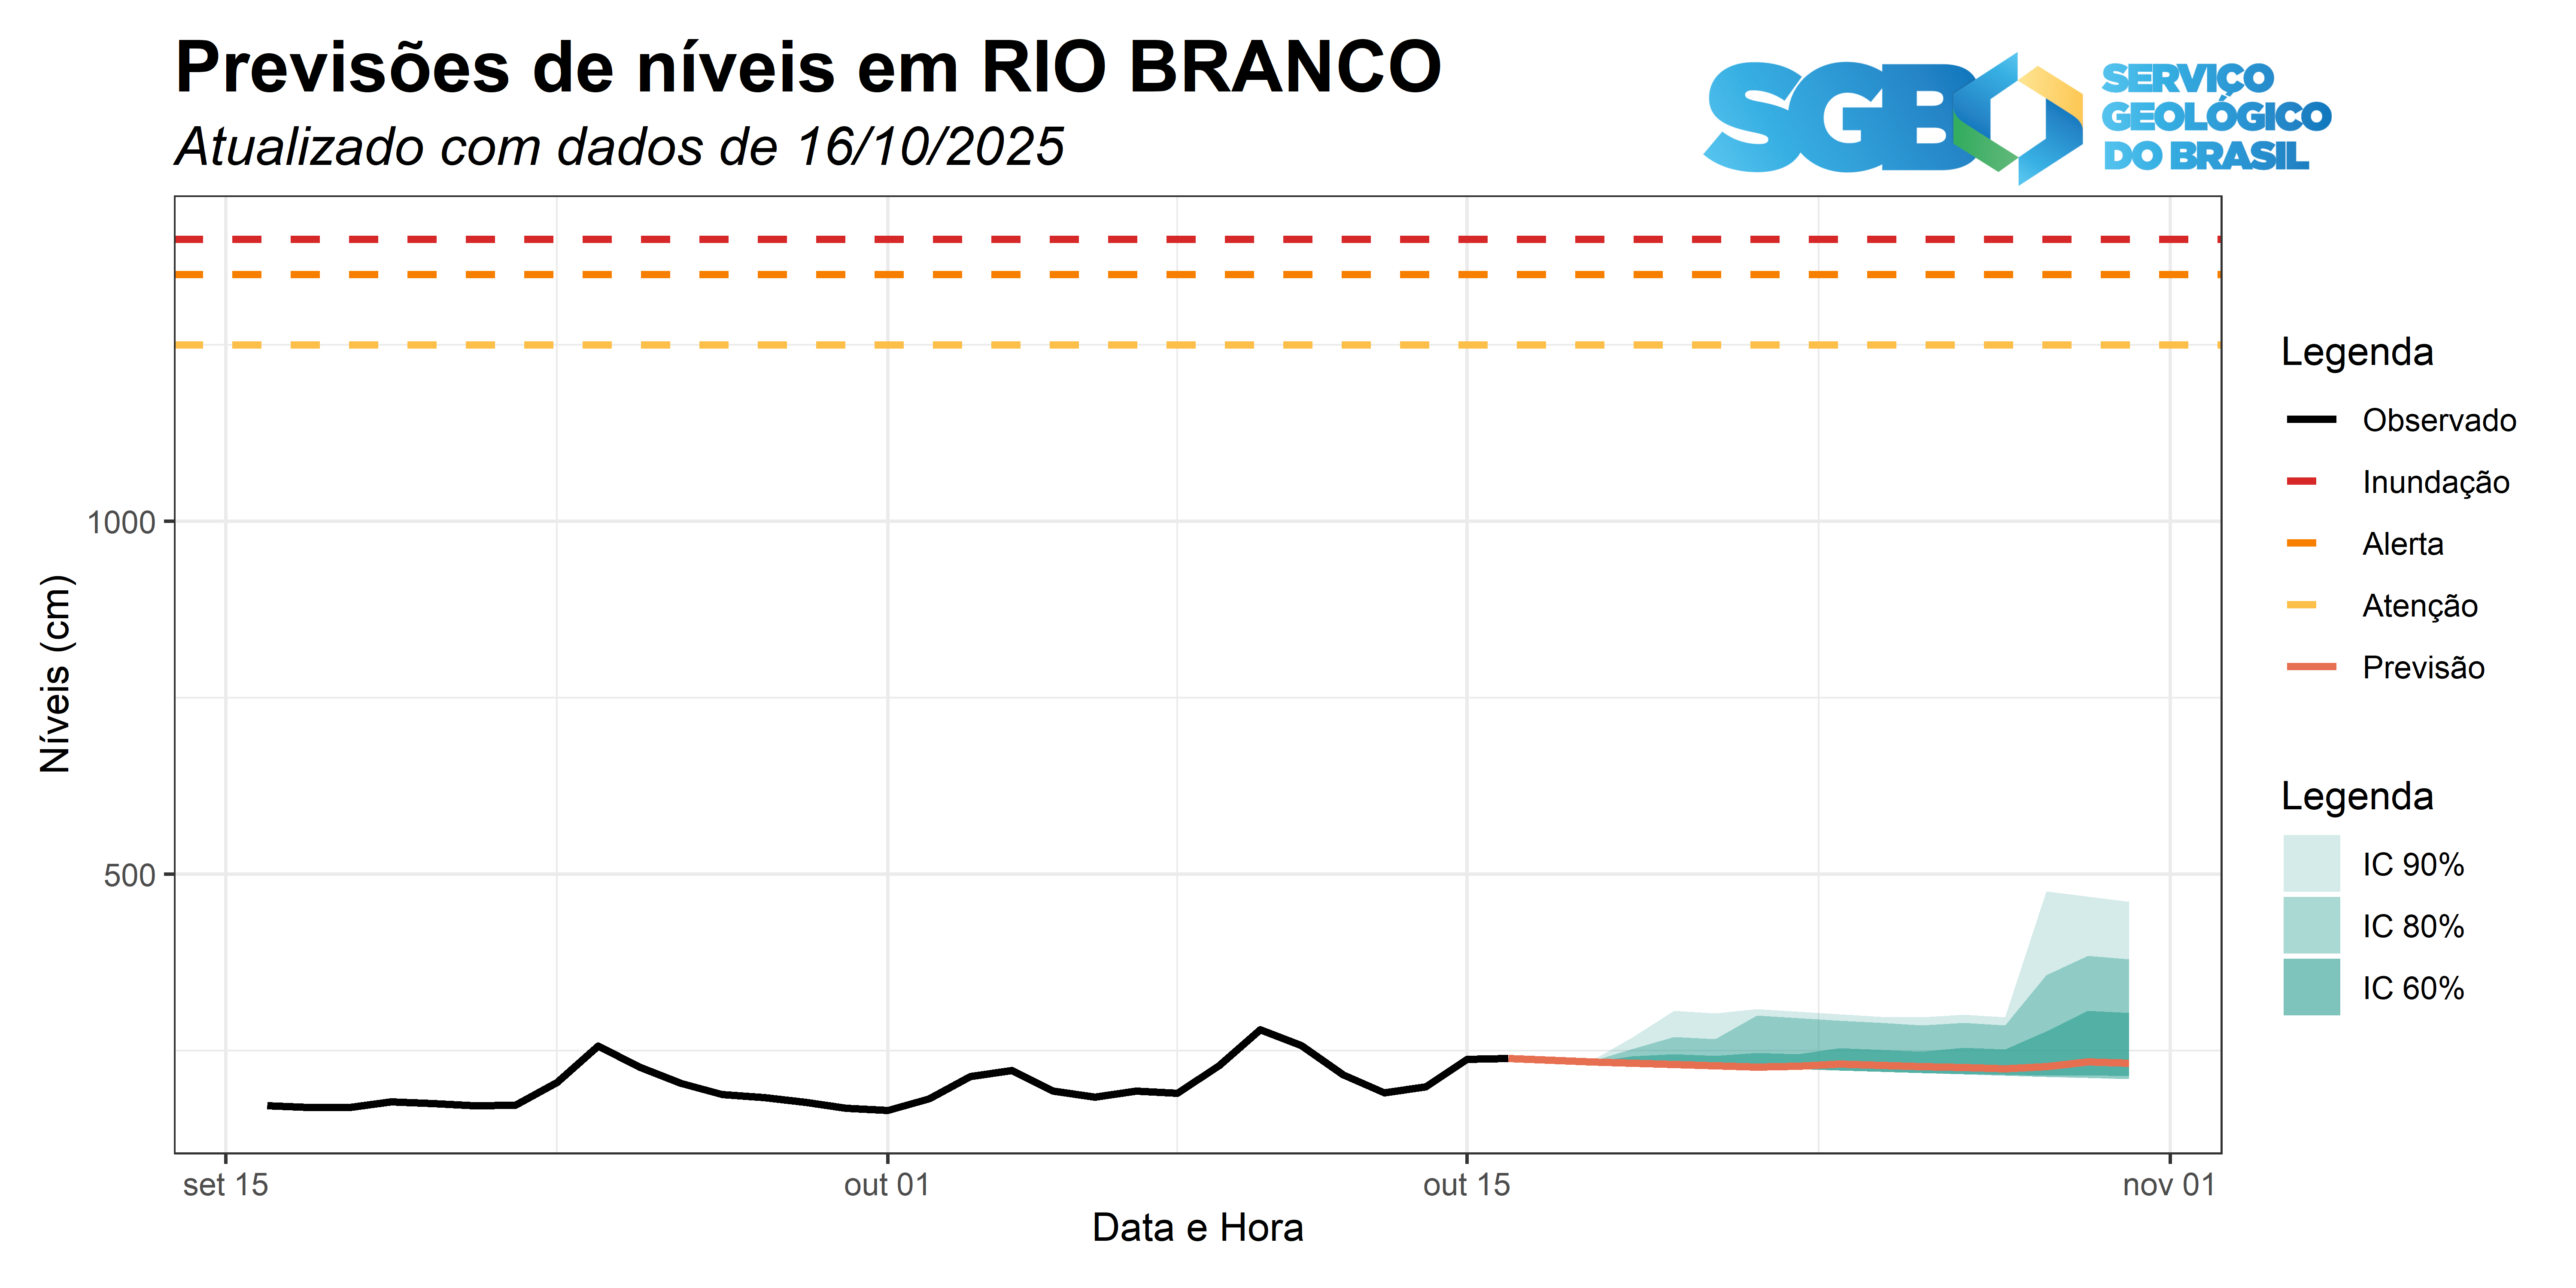 Previsões de níveis em RIO BRANCO
Atualizado com dados de 16/10/2025
SGB
SERVIÇO
GEOLÓGICO
DO BRASIL
Níveis (cm)
1000
500
set 15
out 01
out 15
nov 01
Data e Hora
Legenda
Observado
Inundação
Alerta
Atenção
Previsão
Legenda
IC 90%
IC 80%
IC 60%